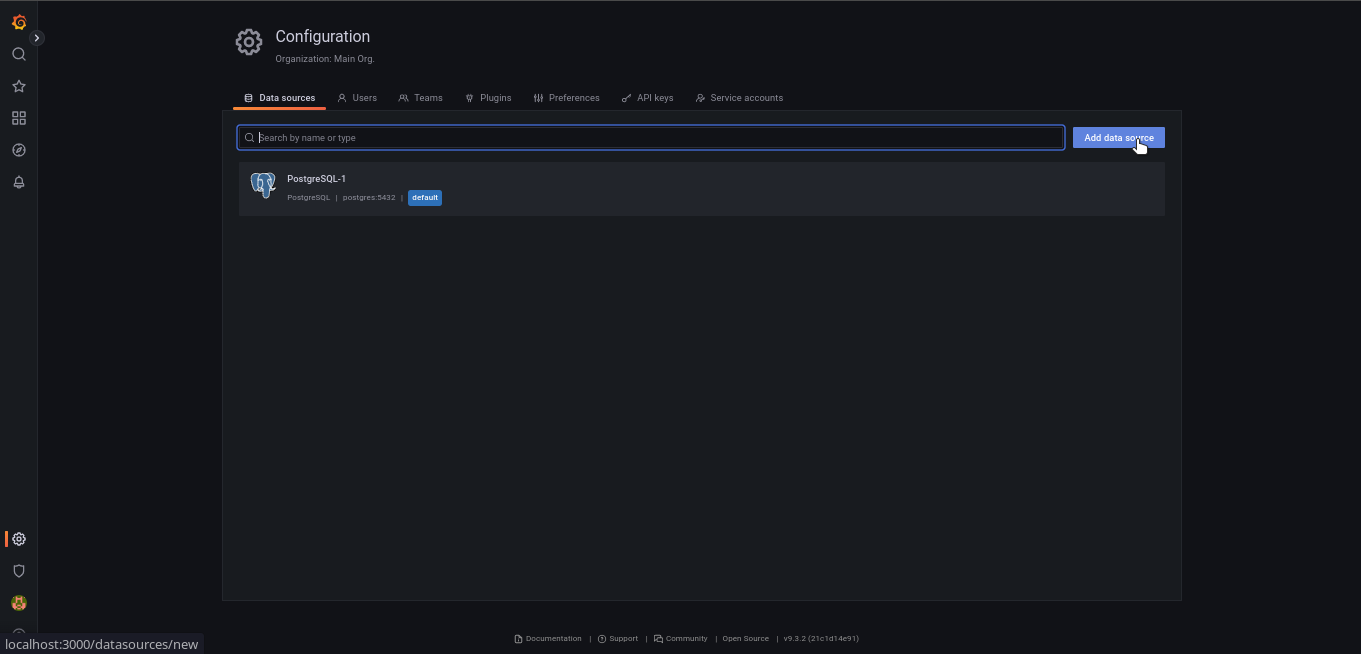 Configuration
Organization: Main Org.
Data sources Users Teams Plugins Preferences API keys Service accounts
Search by name or type Add data source
PostgreSQL-1
PostgreSQL | postgres:5432 | default
Documentation | Support | Community | Open Source | v9.3.2 (21c1d14e91)
localhost:3000/datasources/new